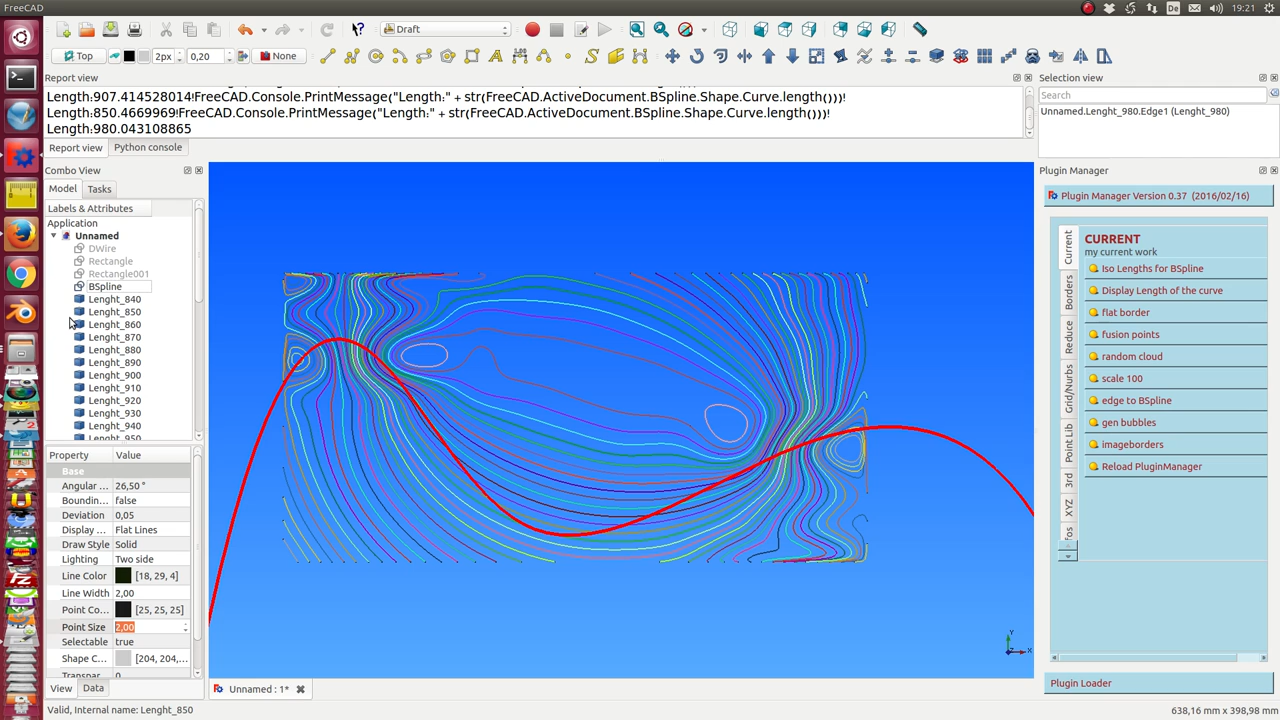 FreeCAD
De
19:21
Draft
Top
2px
0,20
None
Report view
Selection view
Length:907.414528014!FreeCAD.Console.PrintMessage("Length:" + str(FreeCAD.ActiveDocument.BSpline.Shape.Curve.length()))!
Length:850.4669969!FreeCAD.Console.PrintMessage("Length:" + str(FreeCAD.ActiveDocument.BSpline.Shape.Curve.length()))!
Length:980.043108865
Search
Unnamed.Lenght_980.Edge1 (Lenght_980)
Report view
Python console
Combo View
Plugin Manager
Model
Tasks
Plugin Manager Version 0.37 (2016/02/16)
Labels & Attributes
Application
Unnamed
DWire
Rectangle
Rectangle001
BSpline
Lenght_840
Lenght_850
Lenght_860
Lenght_870
Lenght_880
Lenght_890
Lenght_900
Lenght_910
Lenght_920
Lenght_930
Lenght_940
Lenght_950
Current
Borders
Reduce
Grid/Nurbs
Point Lib
3rd
XYZ
CURRENT
my current work
Iso Lengths for BSpline
Display Length of the curve
flat border
fusion points
random cloud
scale 100
edge to BSpline
gen bubbles
imageborders
Reload PluginManager
Property
Value
Base
Angular ...
26,50 °
Boundin...
false
Deviation
0,05
Display ...
Flat Lines
Draw Style
Solid
Lighting
Two side
Line Color
[18, 29, 4]
Line Width
2,00
Point Co...
[25, 25, 25]
Point Size
2,00
Selectable
true
Shape C...
[204, 204,...
Transpar
0
View
Data
Unnamed : 1*
Y
X
Plugin Loader
Valid, Internal name: Lenght_850
638,16 mm x 398,98 mm